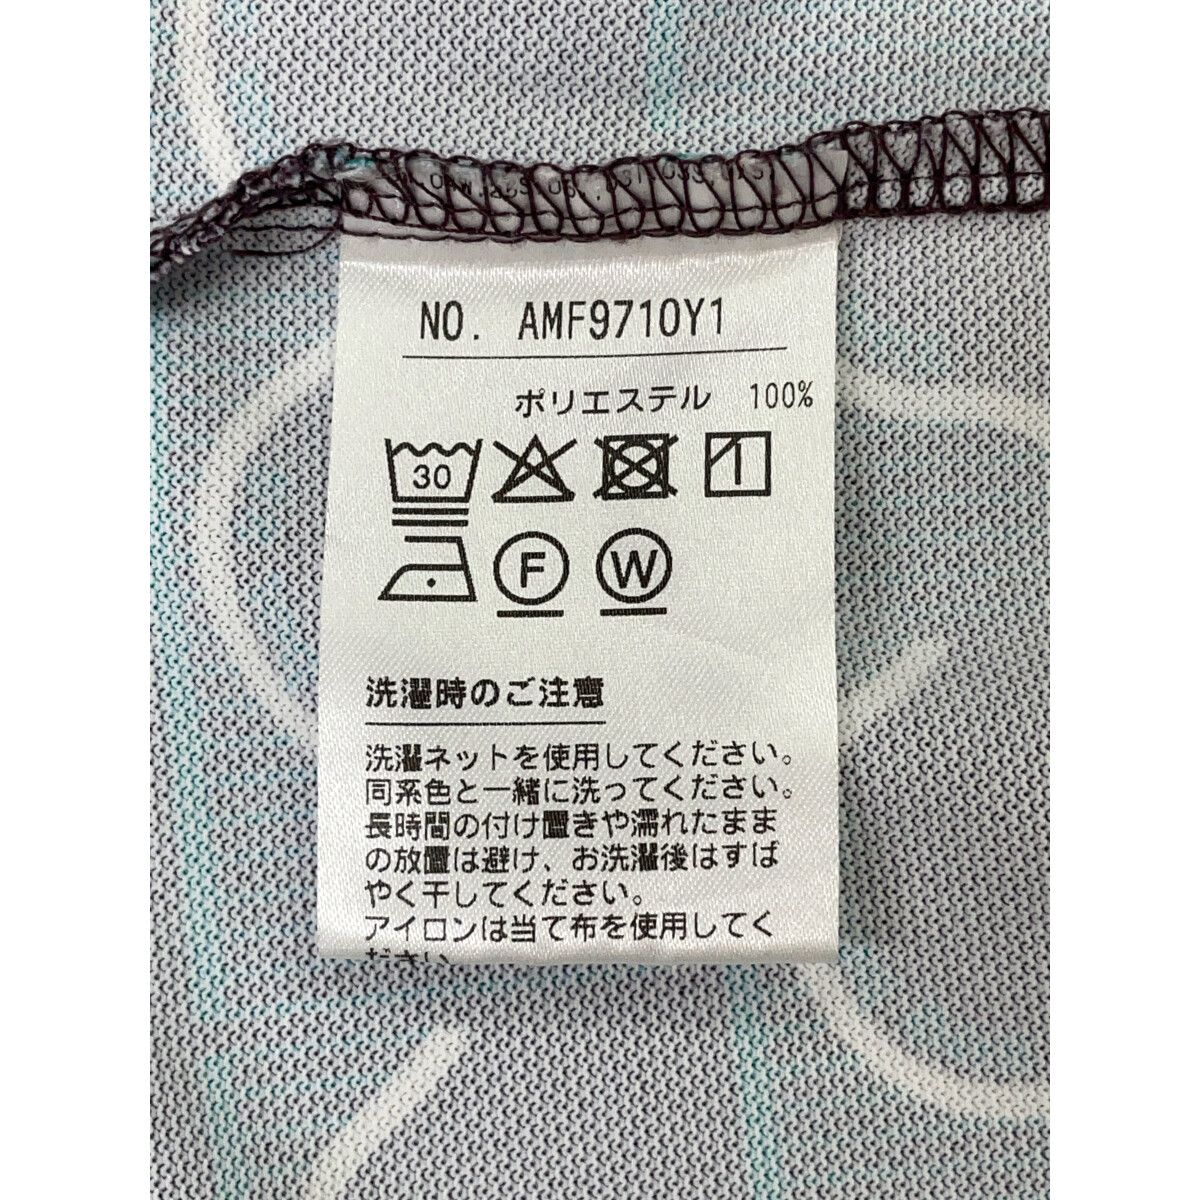 NO. AMF9710Y1
ポリエステル 100%
30
F W
洗濯時のご注意
洗濯ネットを使用してください。
同系色と一緒に洗ってください。
長時間の付け置きや濡れたまま
の放置は避け、お洗濯後はすば
やく干してください。
アイロンは当て布を使用してく
ださい